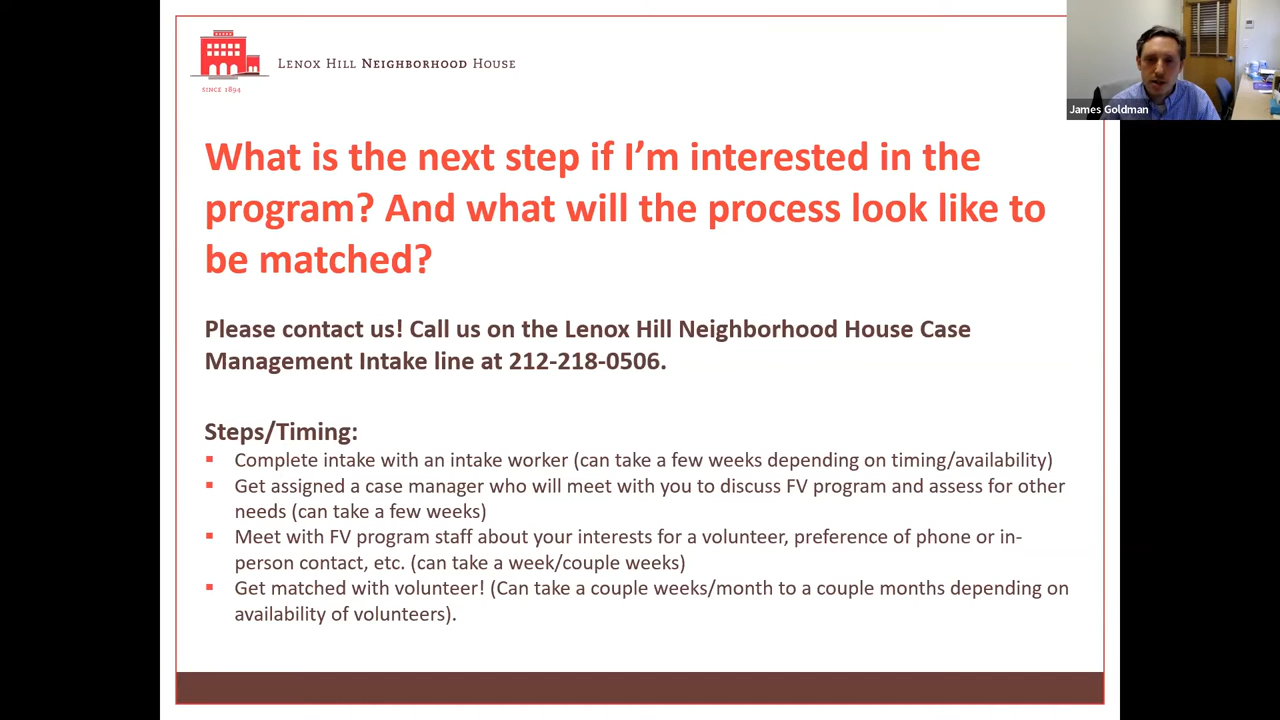 LENOX HILL NEIGHBORHOOD HOUSE
SINCE 1894
James Goldman
What is the next step if I'm interested in the
program? And what will the process look like to
be matched?
Please contact us! Call us on the Lenox Hill Neighborhood House Case
Management Intake line at 212-218-0506.
Steps/Timing:
▪ Complete intake with an intake worker (can take a few weeks depending on timing/availability)
▪ Get assigned a case manager who will meet with you to discuss FV program and assess for other
needs (can take a few weeks)
▪ Meet with FV program staff about your interests for a volunteer, preference of phone or in-
person contact, etc. (can take a week/couple weeks)
▪ Get matched with volunteer! (Can take a couple weeks/month to a couple months depending on
availability of volunteers).